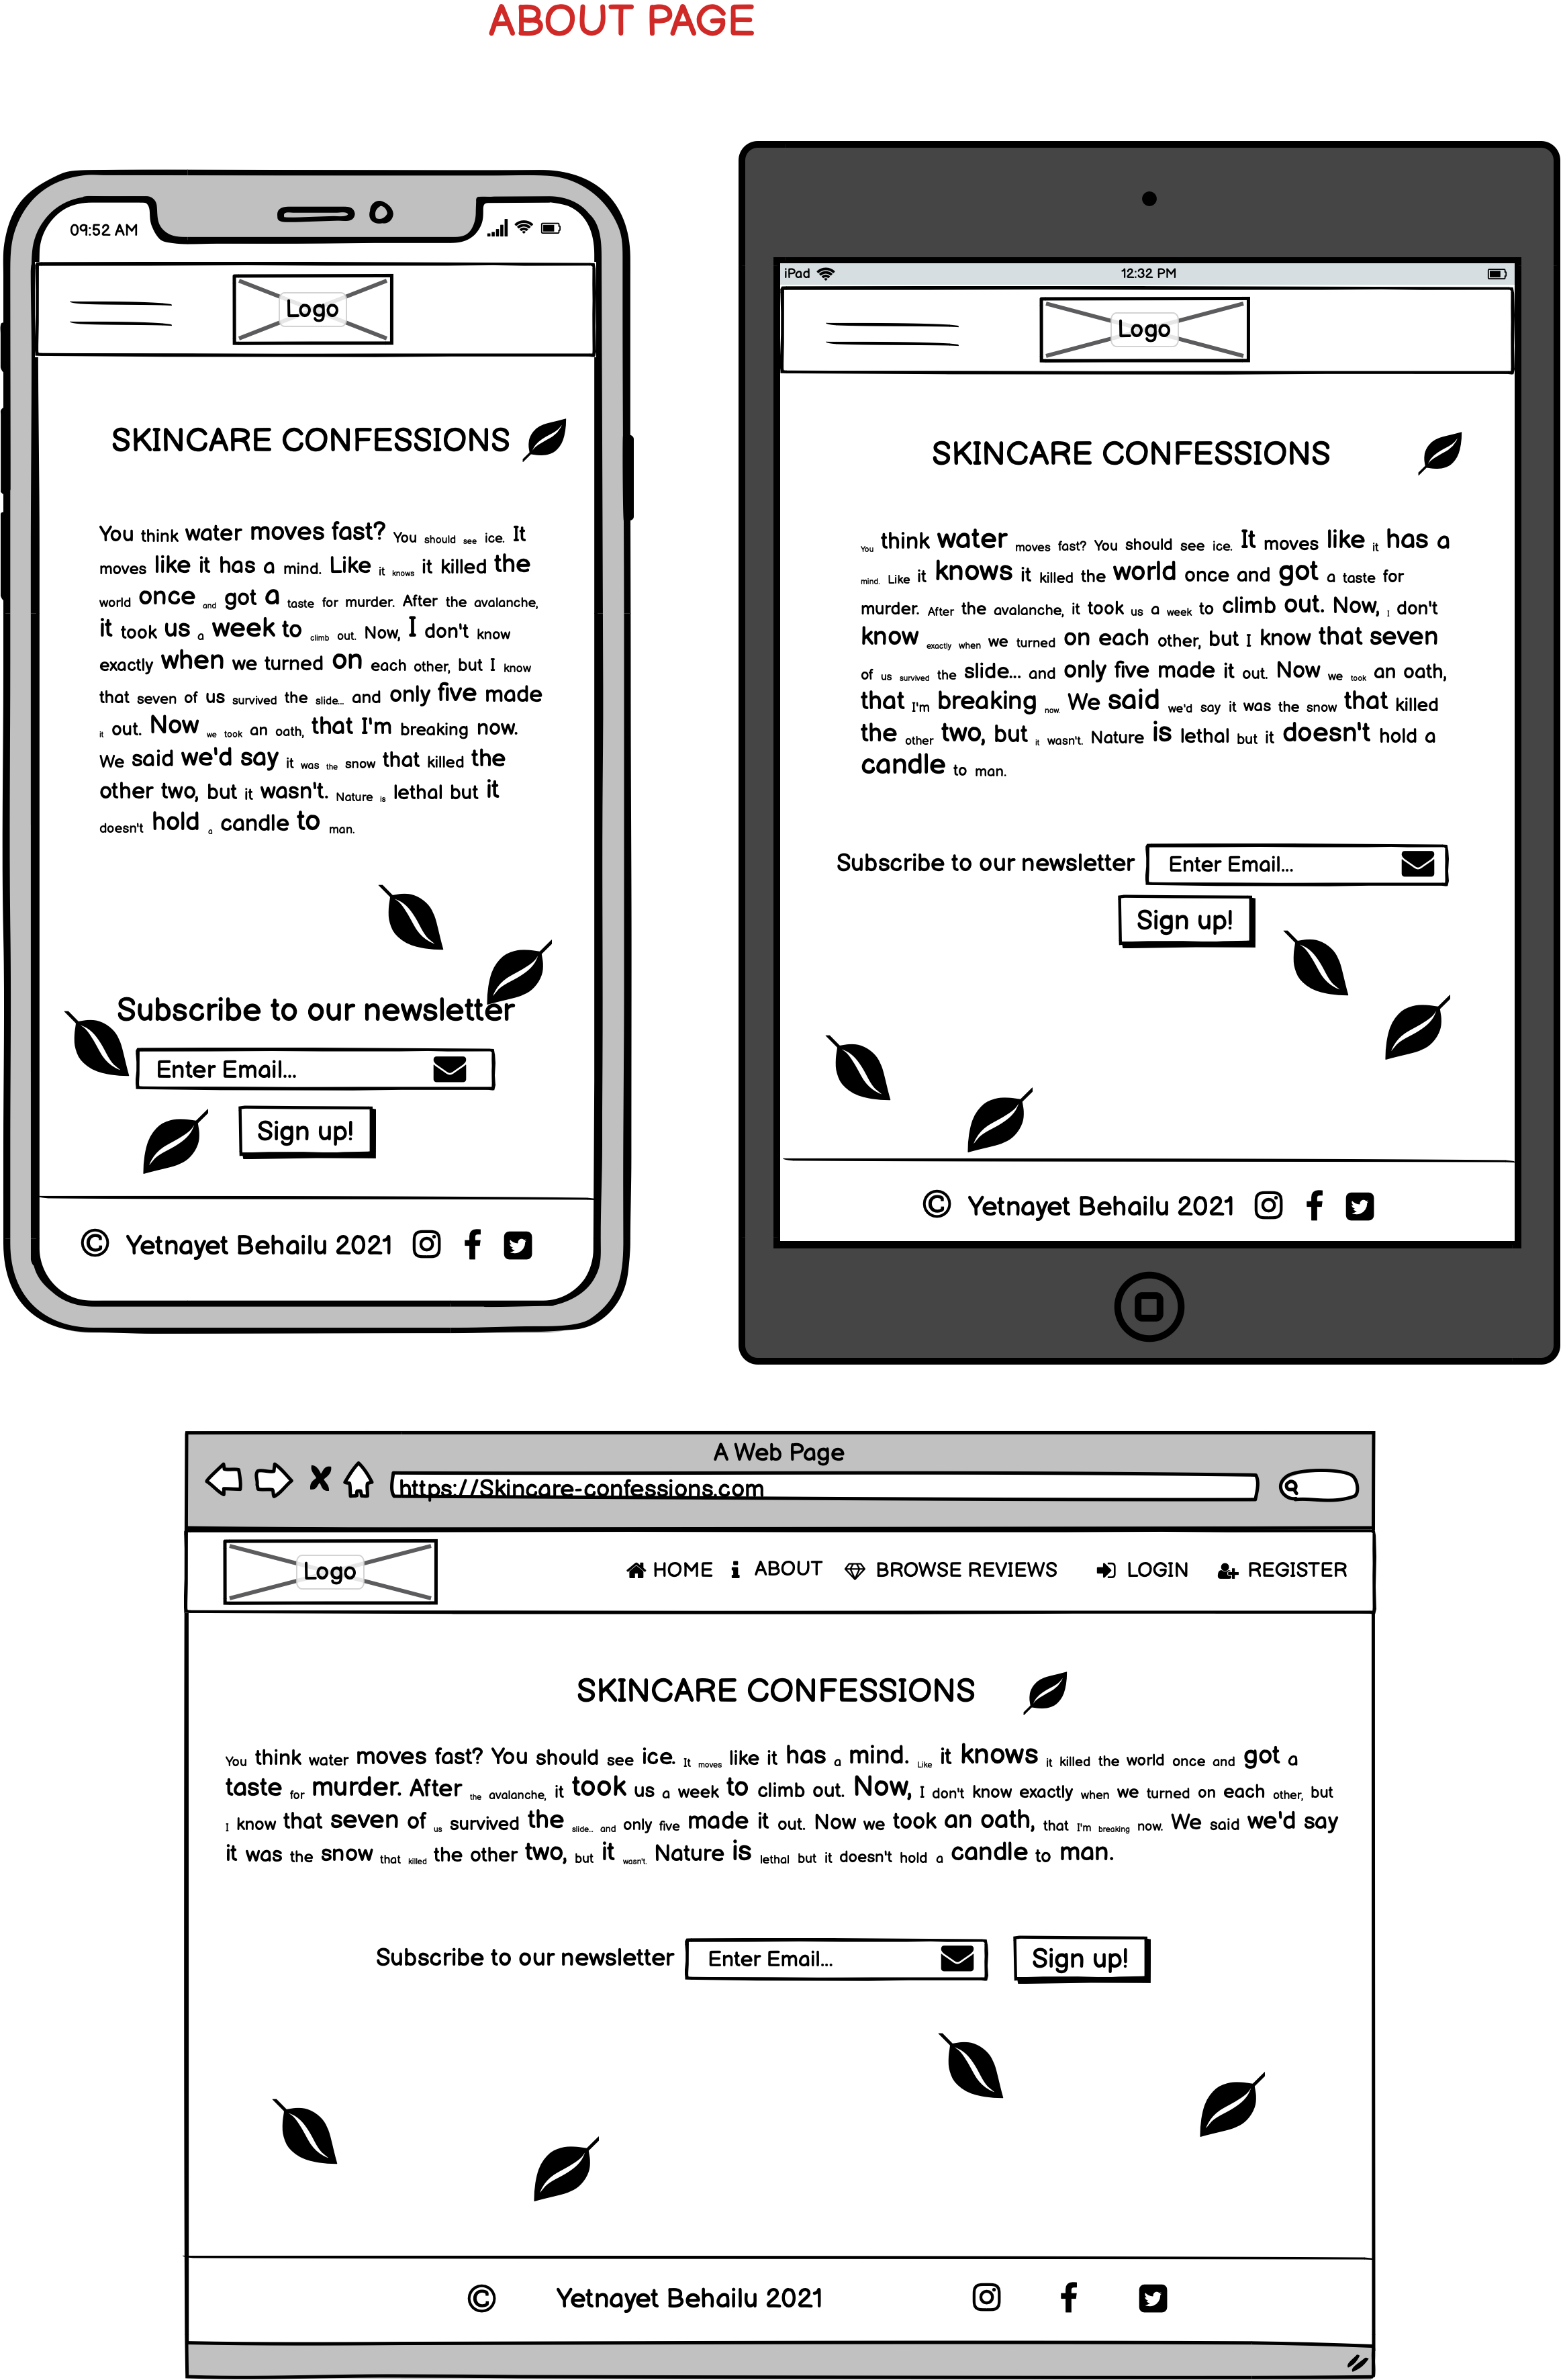 ABOUT PAGE
09:52 AM
Logo
SKINCARE CONFESSIONS
You think water moves fast? You should see ice. It
moves like it has a mind. Like it knows it killed the
world once and got a taste for murder. After the avalanche,
it took us a week to climb out. Now, I don't know
exactly when we turned on each other, but I know
that seven of us survived the slide... and only five made
it out. Now we took an oath, that I'm breaking now.
We said we'd say it was the snow that killed the
other two, but it wasn't. Nature is lethal but it
doesn't hold a candle to man.
Subscribe to our newsletter
Enter Email...
Sign up!
© Yetnayet Behailu 2021
iPad 12:32 PM
Logo
SKINCARE CONFESSIONS
You think water moves fast? You should see ice. It moves like it has a
mind. Like it knows it killed the world once and got a taste for
murder. After the avalanche, it took us a week to climb out. Now, I don't
know exactly when we turned on each other, but I know that seven
of us survived the slide... and only five made it out. Now we took an oath,
that I'm breaking now. We said we'd say it was the snow that killed
the other two, but it wasn't. Nature is lethal but it doesn't hold a
candle to man.
Subscribe to our newsletter Enter Email...
Sign up!
© Yetnayet Behailu 2021
A Web Page
https://Skincare-confessions.com
Logo HOME ABOUT BROWSE REVIEWS LOGIN REGISTER
SKINCARE CONFESSIONS
You think water moves fast? You should see ice. It moves like it has a mind. Like it knows it killed the world once and got a
taste for murder. After the avalanche, it took us a week to climb out. Now, I don't know exactly when we turned on each other, but
I know that seven of us survived the slide... and only five made it out. Now we took an oath, that I'm breaking now. We said we'd say
it was the snow that killed the other two, but it wasn't. Nature is lethal but it doesn't hold a candle to man.
Subscribe to our newsletter Enter Email... Sign up!
© Yetnayet Behailu 2021